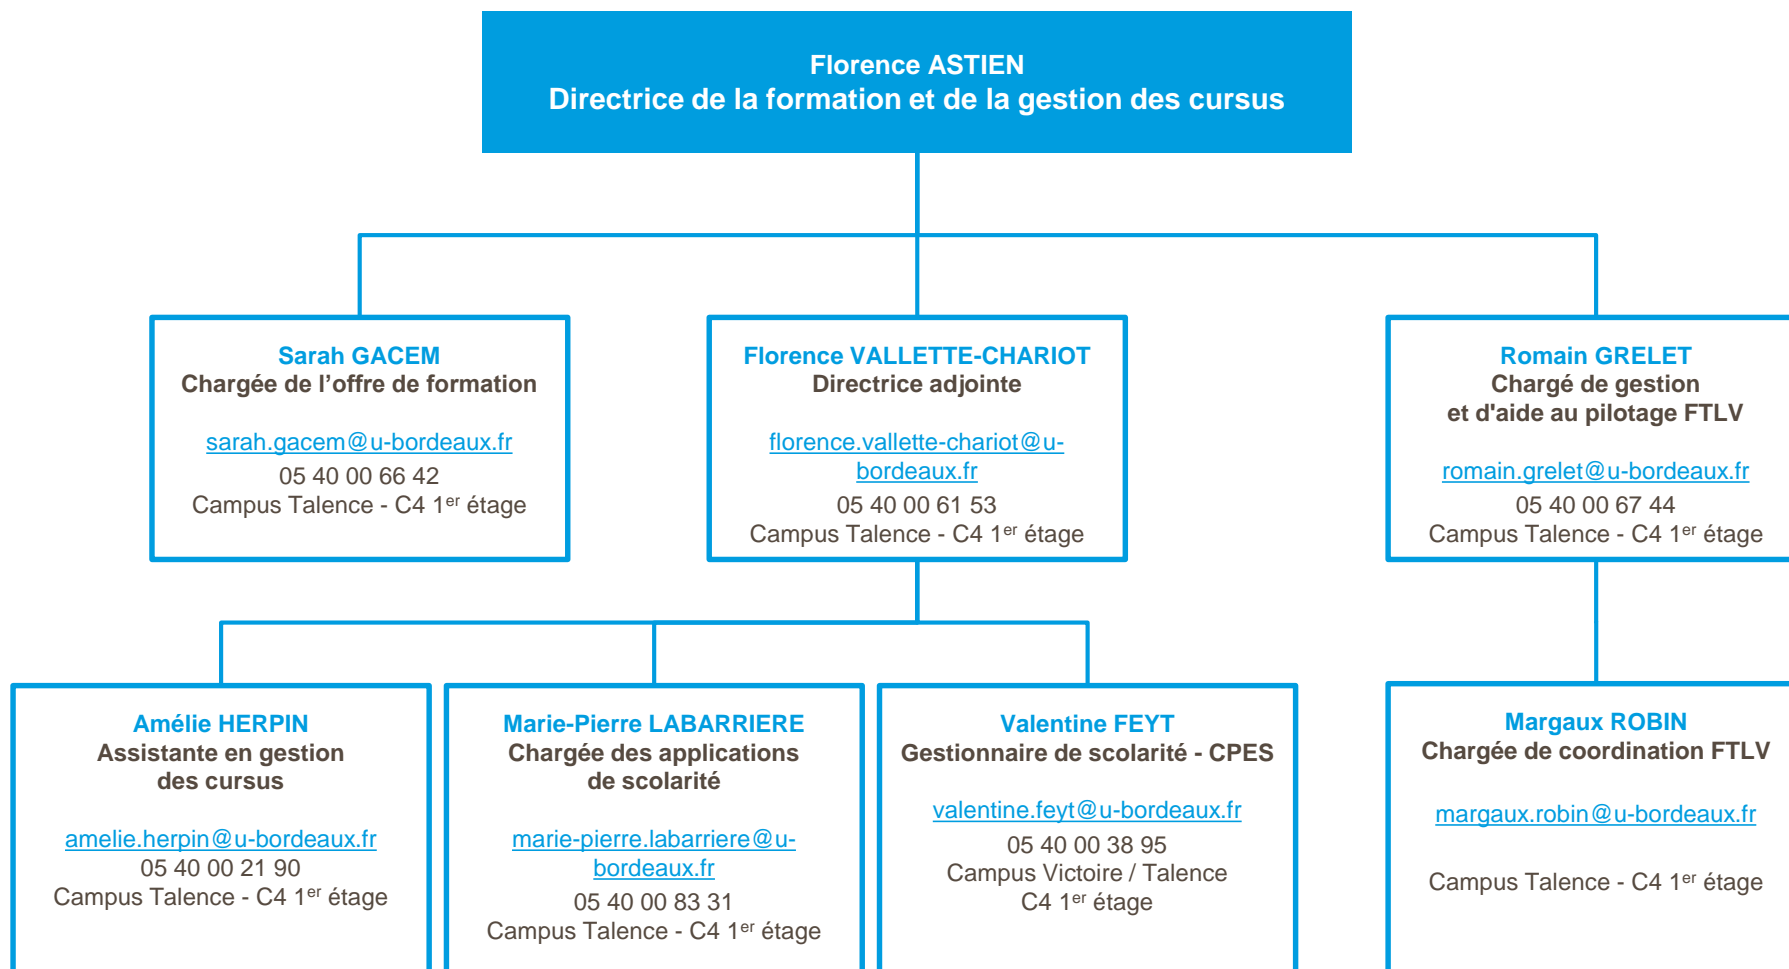 Florence ASTIEN
Directrice de la formation et de la gestion des cursus
Sarah GACEM
Chargée de l’offre de formation
sarah.gacem@u-bordeaux.fr
05 40 00 66 42
Campus Talence - C4 1er étage
Florence VALLETTE-CHARIOT
Directrice adjointe
florence.vallette-chariot@u-
bordeaux.fr
05 40 00 61 53
Campus Talence - C4 1er étage
Romain GRELET
Chargé de gestion
et d'aide au pilotage FTLV
romain.grelet@u-bordeaux.fr
05 40 00 67 44
Campus Talence - C4 1er étage
Amélie HERPIN
Assistante en gestion
des cursus
amelie.herpin@u-bordeaux.fr
05 40 00 21 90
Campus Talence - C4 1er étage
Marie-Pierre LABARRIERE
Chargée des applications
de scolarité
marie-pierre.labarriere@u-
bordeaux.fr
05 40 00 83 31
Campus Talence - C4 1er étage
Valentine FEYT
Gestionnaire de scolarité - CPES
valentine.feyt@u-bordeaux.fr
05 40 00 38 95
Campus Victoire / Talence
C4 1er étage
Margaux ROBIN
Chargée de coordination FTLV
margaux.robin@u-bordeaux.fr
Campus Talence - C4 1er étage